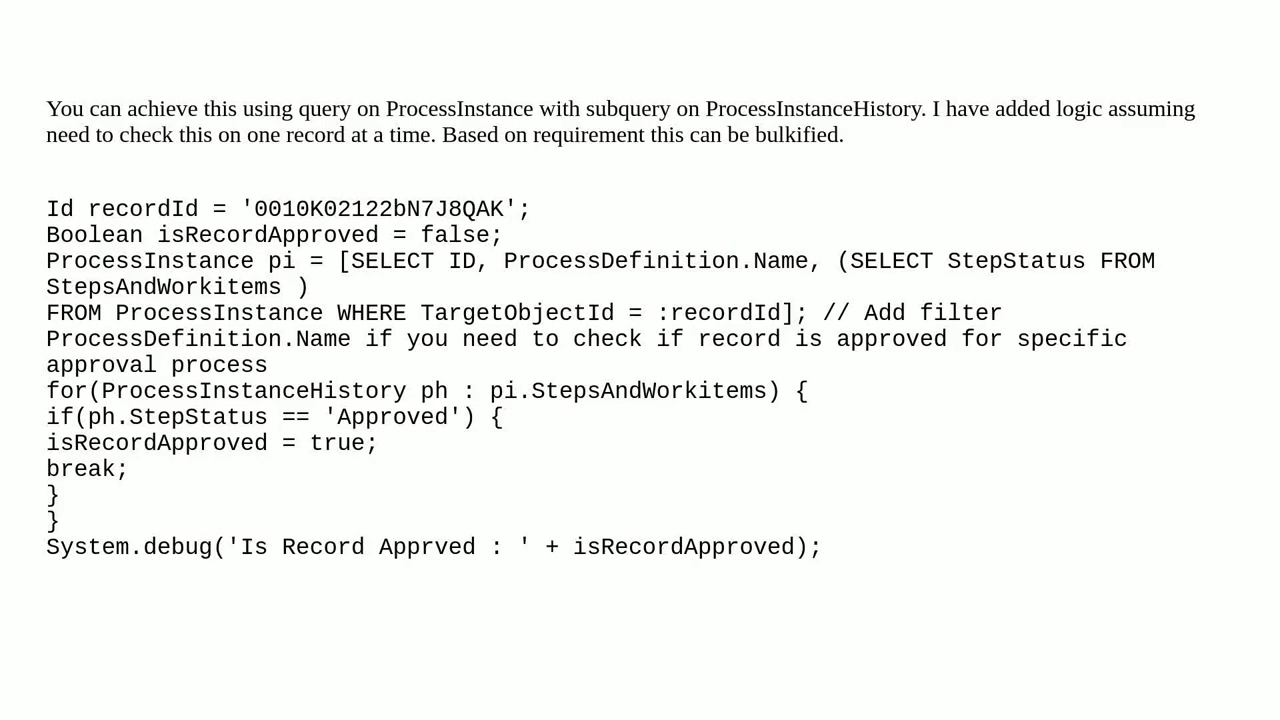 You can achieve this using query on ProcessInstance with subquery on ProcessInstanceHistory. I have added logic assuming
need to check this on one record at a time. Based on requirement this can be bulkified.
Id recordId = '0010K02122bN7J8QAK';
Boolean isRecordApproved = false;
ProcessInstance pi = [SELECT ID, ProcessDefinition.Name, (SELECT StepStatus FROM
StepsAndWorkitems )
FROM ProcessInstance WHERE TargetObjectId = :recordId]; // Add filter
ProcessDefinition.Name if you need to check if record is approved for specific
approval process
for(ProcessInstanceHistory ph : pi.StepsAndWorkitems) {
if(ph.StepStatus == 'Approved') {
isRecordApproved = true;
break;
}
}
System.debug('Is Record Apprved : ' + isRecordApproved);